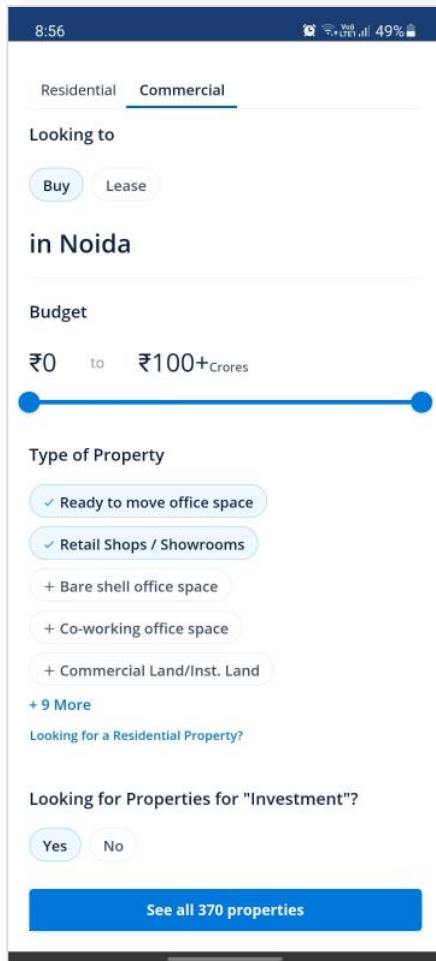 8:56 Vo9 LTE1 49%
Residential Commercial
Looking to
Buy Lease
in Noida
Budget
₹0 to ₹100+Crores
Type of Property
✓ Ready to move office space
✓ Retail Shops / Showrooms
+ Bare shell office space
+ Co-working office space
+ Commercial Land/Inst. Land
+ 9 More
Looking for a Residential Property?
Looking for Properties for "Investment"?
Yes No
See all 370 properties